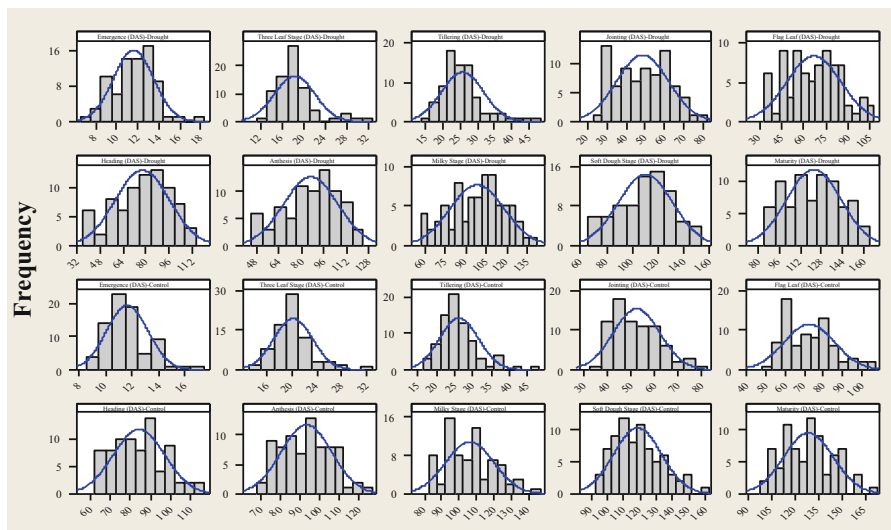 Emergence (DAS)-Drought
Three Leaf Stage (DAS)-Drought
Tillering (DAS)-Drought
Jointing (DAS)-Drought
Flag Leaf (DAS)-Drought
16 8 0
20 10 0
18 12 6 0
10 5 0
10 5 0
8 10 12 14 16 18
12 16 20 24 28 32
15 20 25 30 35 40 45
20 30 40 50 60 70 80
30 45 60 75 90 105
Heading (DAS)-Drought
Anthesis (DAS)-Drought
Milky Stage (DAS)-Drought
Soft Dough Stage (DAS)-Drought
Maturity (DAS)-Drought
10 5 0
10 5 0
10 5 0
16 8 0
10 5 0
32 48 64 80 96 112
48 64 80 96 112 128
60 75 90 105 120 135
60 80 100 120 140 160
80 96 112 128 144 160
Frequency
Emergence (DAS)-Control
Three Leaf Stage (DAS)-Control
Tillering (DAS)-Control
Jointing (DAS)-Control
Flag Leaf (DAS)-Control
20 10 0
30 15 0
20 10 0
20 10 0
20 10 0
8 10 12 14 16
16 20 24 28 32
15 20 25 30 35 40 45
30 40 50 60 70 80
40 50 60 70 80 90 100
Heading (DAS)-Control
Anthesis (DAS)-Control
Milky Stage (DAS)-Control
Soft Dough Stage (DAS)-Control
Maturity (DAS)-Control
10 5 0
10 5 0
16 8 0
10 5 0
10 5 0
60 70 80 90 100 110
70 80 90 100 110 120
80 90 100 110 120 130 140
90 100 110 120 130 140 150 160
90 105 120 135 150 165